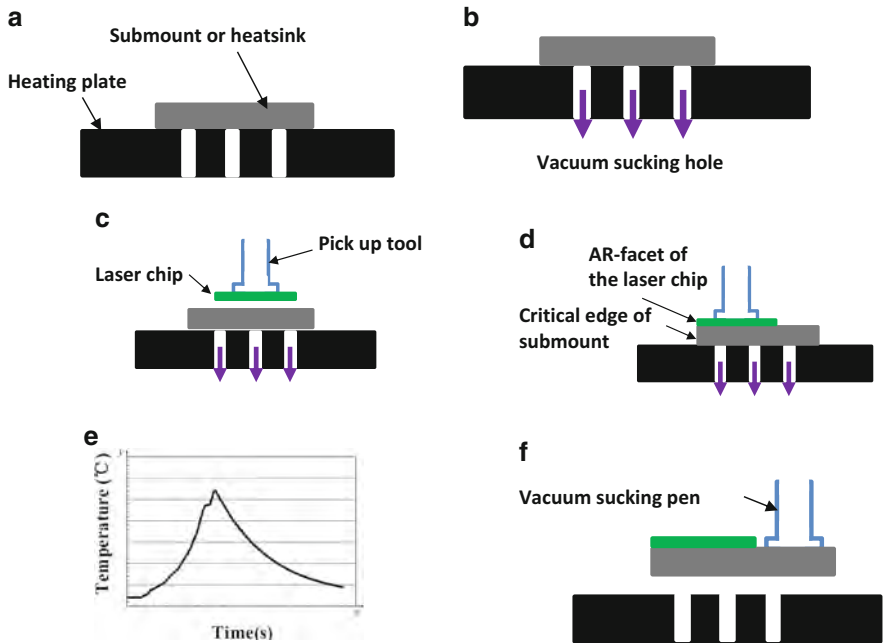 a
Submount or heatsink
Heating plate
b
Vacuum sucking hole
c
Pick up tool
Laser chip
d
AR-facet of
the laser chip
Critical edge of
submount
e
Temperature (℃)
Time(s)
f
Vacuum sucking pen